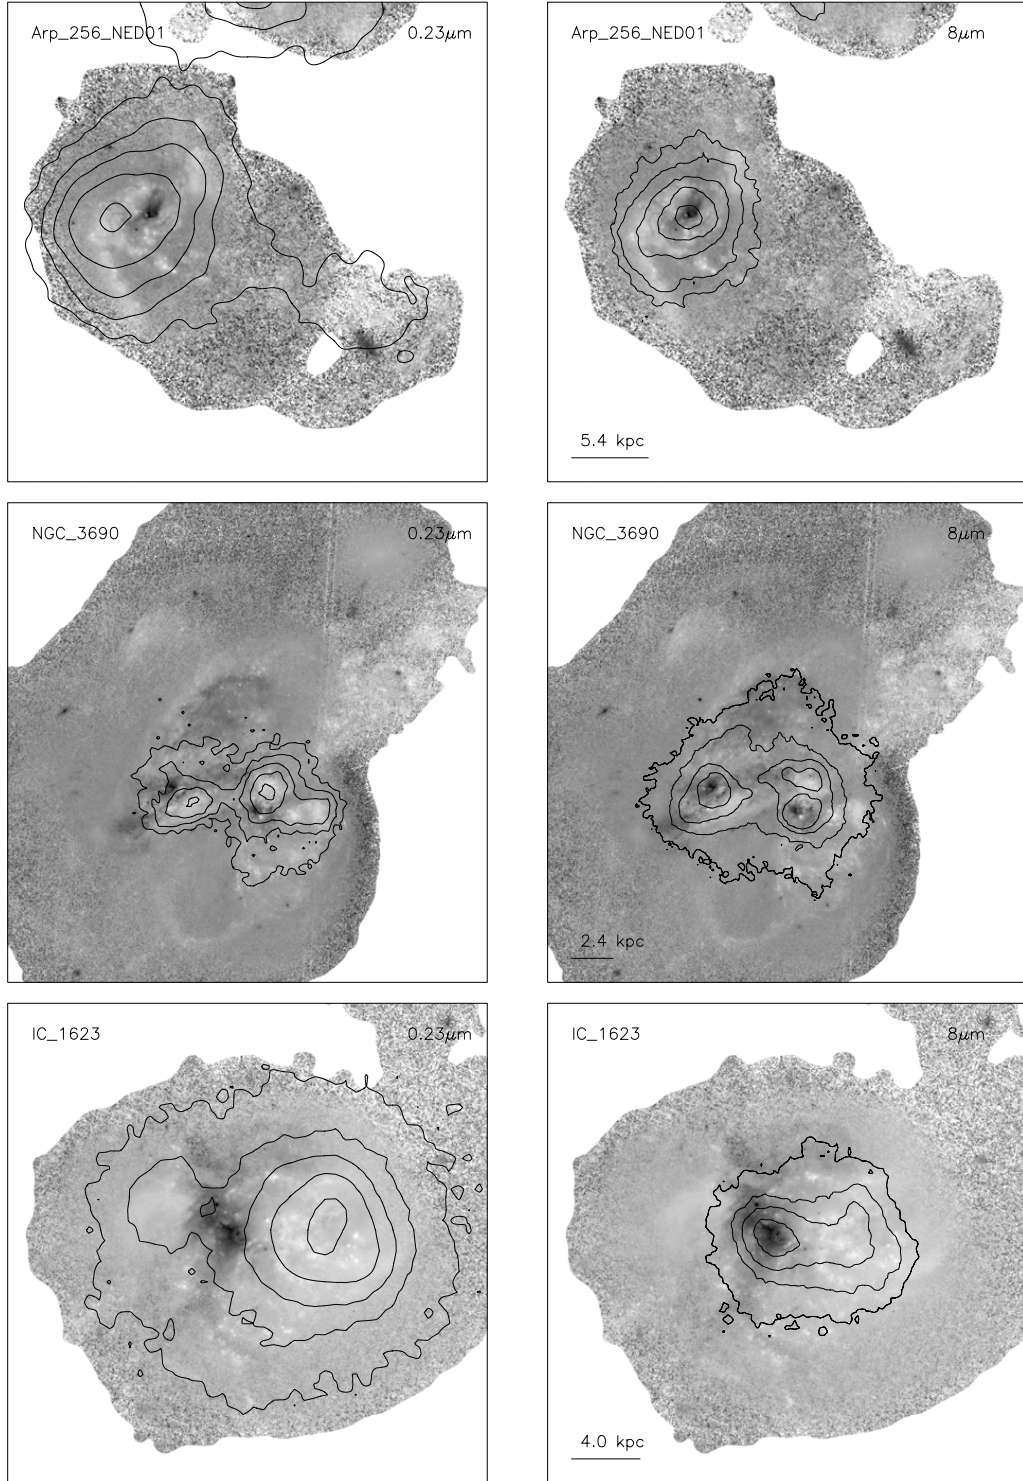 Arp_256_NED01 0.23μm
Arp_256_NED01 8μm
5.4 kpc
NGC_3690 0.23μm
NGC_3690 8μm
2.4 kpc
IC_1623 0.23μm
IC_1623 8μm
4.0 kpc